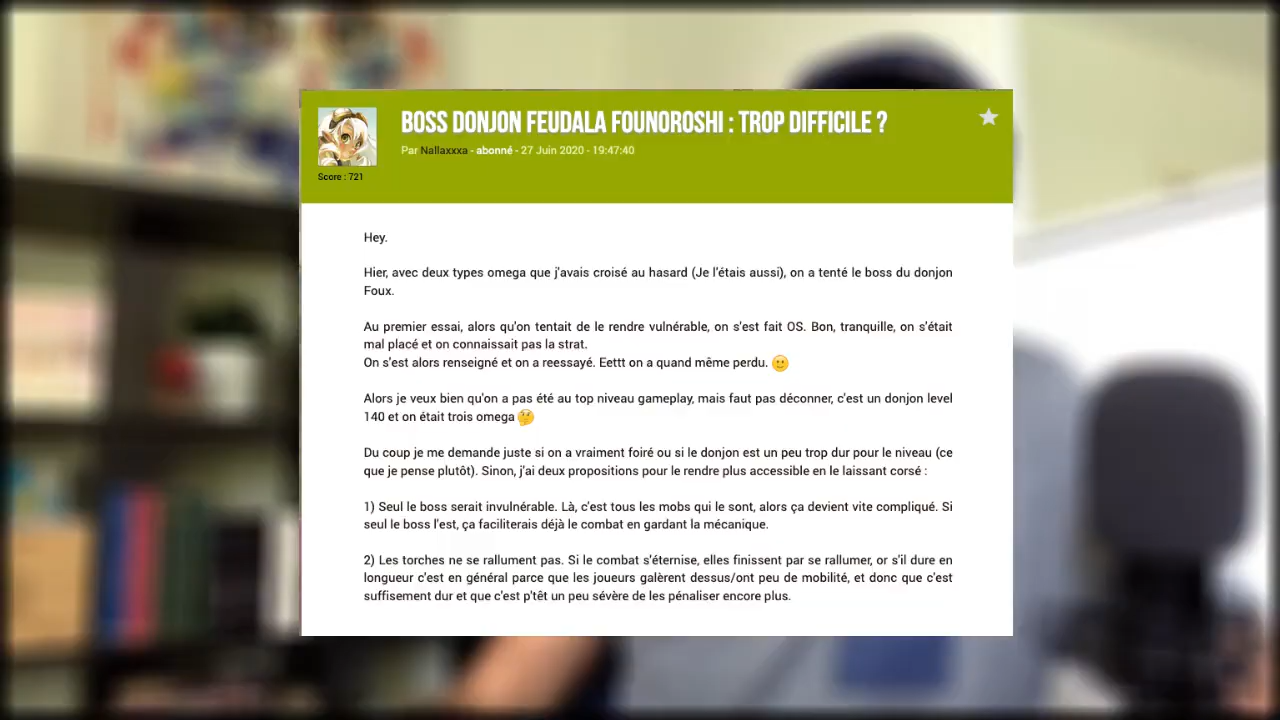 BOSS DONJON FEUDALA FOUNOROSHI : TROP DIFFICILE ?
Par Nallaxxxa - abonné - 27 Juin 2020 - 19:47:40
Score : 721
Hey.
Hier, avec deux types omega que j'avais croisé au hasard (Je l'étais aussi), on a tenté le boss du donjon
Foux.
Au premier essai, alors qu'on tentait de le rendre vulnérable, on s'est fait OS. Bon, tranquille, on s'était
mal placé et on connaissait pas la strat.
On s'est alors renseigné et on a reessayé. Eettt on a quand même perdu. 🙂
Alors je veux bien qu'on a pas été au top niveau gameplay, mais faut pas déconner, c'est un donjon level
140 et on était trois omega 🤔
Du coup je me demande juste si on a vraiment foiré ou si le donjon est un peu trop dur pour le niveau (ce
que je pense plutôt). Sinon, j'ai deux propositions pour le rendre plus accessible en le laissant corsé :
1) Seul le boss serait invulnérable. Là, c'est tous les mobs qui le sont, alors ça devient vite compliqué. Si
seul le boss l'est, ça faciliterais déjà le combat en gardant la mécanique.
2) Les torches ne se rallument pas. Si le combat s'éternise, elles finissent par se rallumer, or s'il dure en
longueur c'est en général parce que les joueurs galèrent dessus/ont peu de mobilité, et donc que c'est
suffisement dur et que c'est p'têt un peu sévère de les pénaliser encore plus.